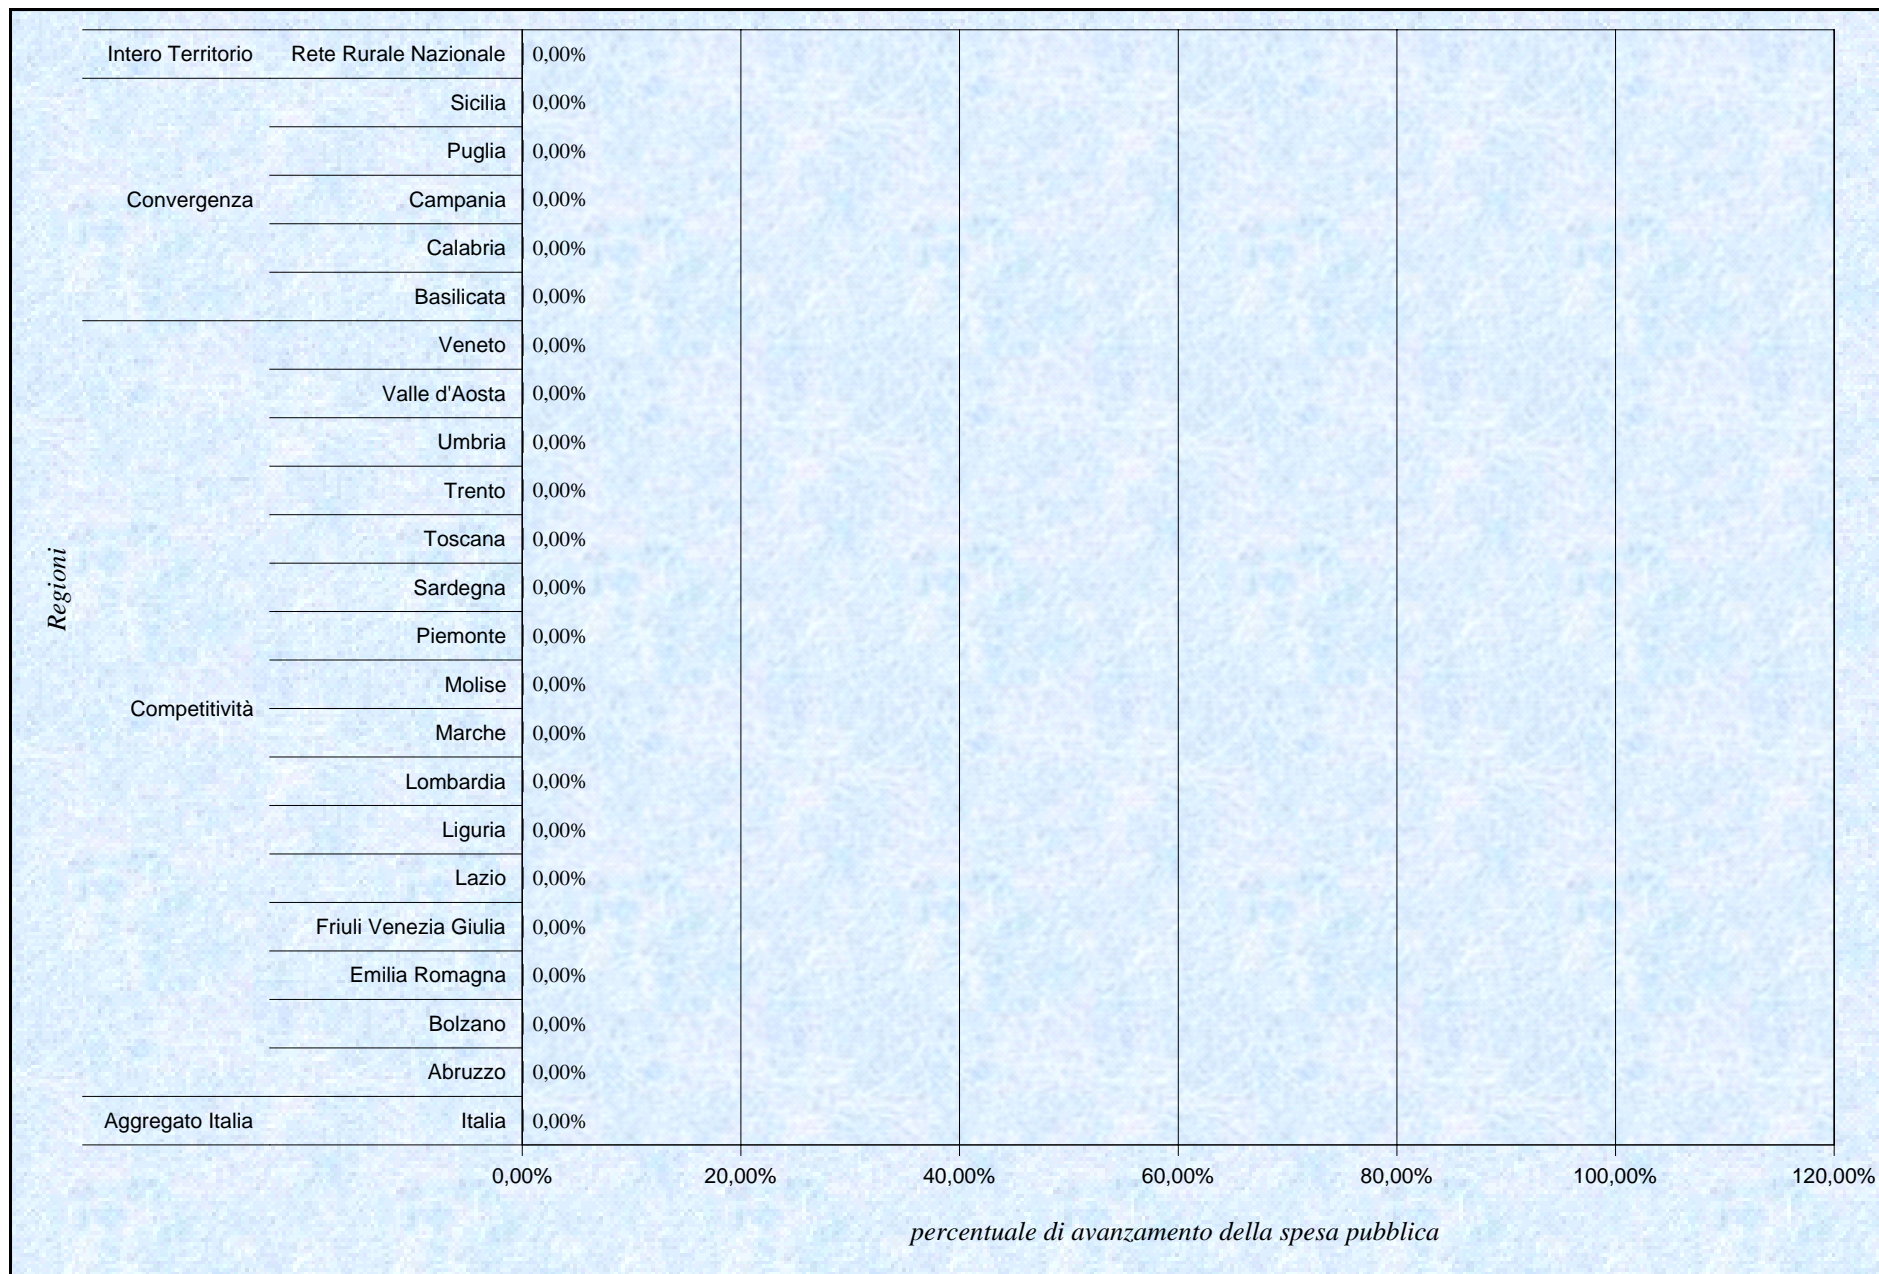 Intero Territorio Rete Rurale Nazionale 0,00%
Sicilia 0,00%
Puglia 0,00%
Convergenza Campania 0,00%
Calabria 0,00%
Basilicata 0,00%
Veneto 0,00%
Valle d'Aosta 0,00%
Umbria 0,00%
Trento 0,00%
Toscana 0,00%
Regioni
Sardegna 0,00%
Piemonte 0,00%
Molise 0,00%
Competitività
Marche 0,00%
Lombardia 0,00%
Liguria 0,00%
Lazio 0,00%
Friuli Venezia Giulia 0,00%
Emilia Romagna 0,00%
Bolzano 0,00%
Abruzzo 0,00%
Aggregato Italia Italia 0,00%
0,00% 20,00% 40,00% 60,00% 80,00% 100,00% 120,00%
percentuale di avanzamento della spesa pubblica